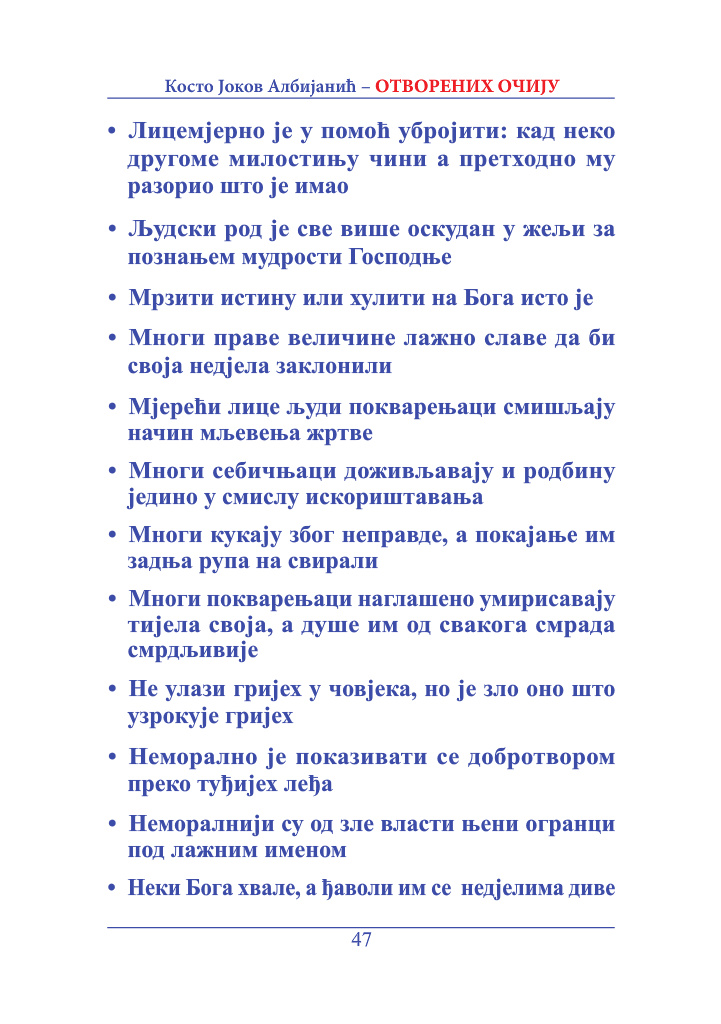 Косто Јоков Албијанић – ОТВОРЕНИХ ОЧИЈУ
• Лицемјерно је у помоћ убројити: кад неко
другоме милостињу чини а претходно му
разорио што је имао
• Људски род је све више оскудан у жељи за
познањем мудрости Господње
• Мрзити истину или хулити на Бога исто је
• Многи праве величине лажно славе да би
своја недјела заклонили
• Мјерећи лице људи покварењаци смишљају
начин мљевења жртве
• Многи себичњаци доживљавају и родбину
једино у смислу искориштавања
• Многи кукају због неправде, а покајање им
задња рупа на свирали
• Многи покварењаци наглашено умирисавају
тијела своја, а душе им од свакога смрада
смрдљивије
• Не улази гријех у човјека, но је зло оно што
узрокује гријех
• Неморално је показивати се добротвором
преко туђијех леђа
• Неморалнији су од зле власти њени огранци
под лажним именом
• Неки Бога хвале, а ђаволи им се недјелима диве
47